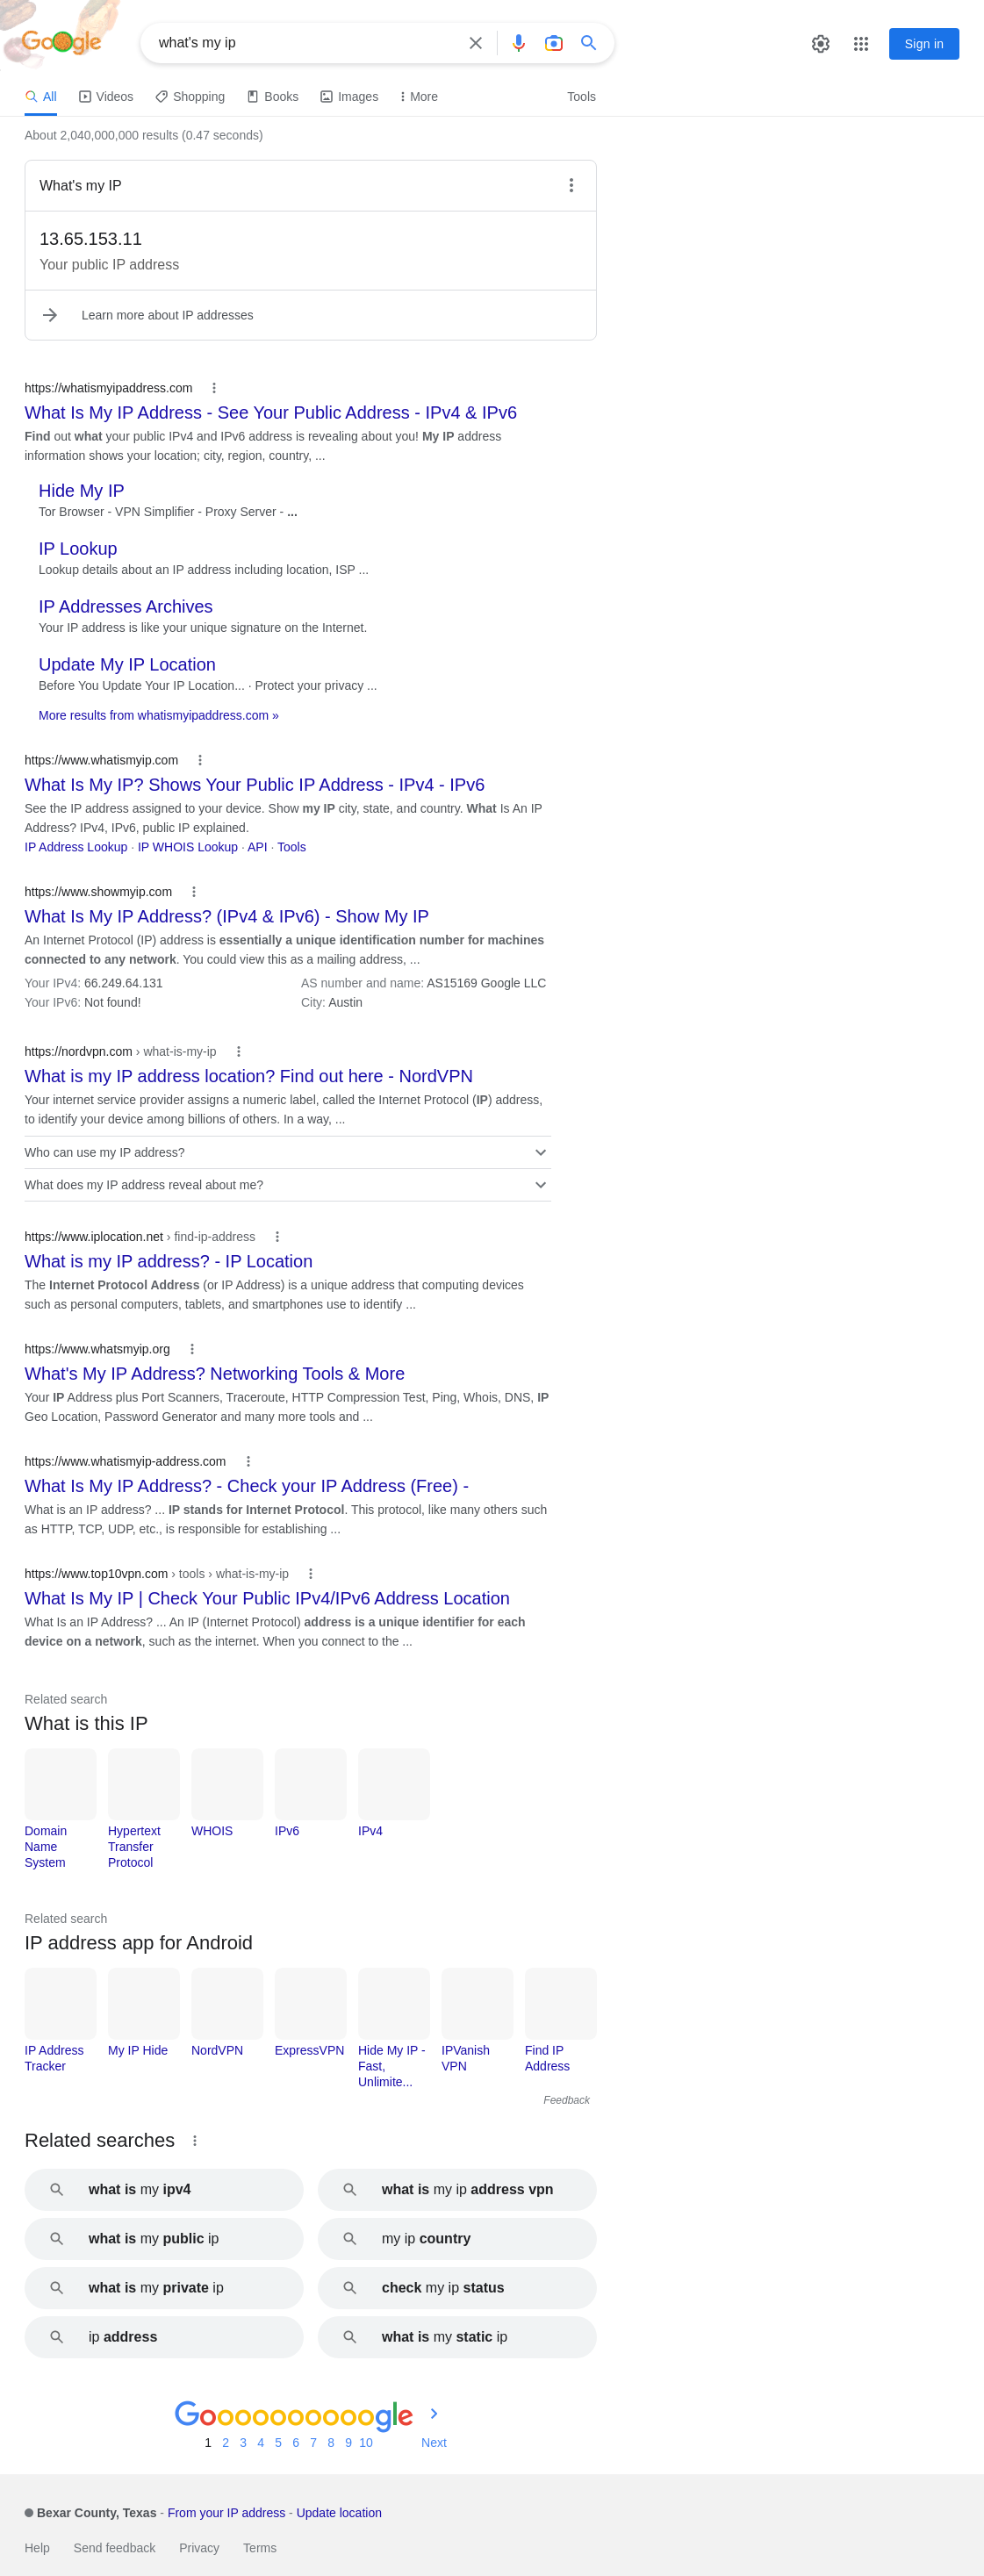 Google
what's my ip
Sign in
All Videos Shopping Books Images More Tools
About 2,040,000,000 results (0.47 seconds)
What's my IP
13.65.153.11
Your public IP address
Learn more about IP addresses
https://whatismyipaddress.com
What Is My IP Address - See Your Public Address - IPv4 & IPv6
Find out what your public IPv4 and IPv6 address is revealing about you! My IP address
information shows your location; city, region, country, ...
Hide My IP
Tor Browser - VPN Simplifier - Proxy Server - ...
IP Lookup
Lookup details about an IP address including location, ISP ...
IP Addresses Archives
Your IP address is like your unique signature on the Internet.
Update My IP Location
Before You Update Your IP Location... · Protect your privacy ...
More results from whatismyipaddress.com »
https://www.whatismyip.com
What Is My IP? Shows Your Public IP Address - IPv4 - IPv6
See the IP address assigned to your device. Show my IP city, state, and country. What Is An IP
Address? IPv4, IPv6, public IP explained.
IP Address Lookup · IP WHOIS Lookup · API · Tools
https://www.showmyip.com
What Is My IP Address? (IPv4 & IPv6) - Show My IP
An Internet Protocol (IP) address is essentially a unique identification number for machines
connected to any network. You could view this as a mailing address, ...
Your IPv4: 66.249.64.131 AS number and name: AS15169 Google LLC
Your IPv6: Not found! City: Austin
https://nordvpn.com › what-is-my-ip
What is my IP address location? Find out here - NordVPN
Your internet service provider assigns a numeric label, called the Internet Protocol (IP) address,
to identify your device among billions of others. In a way, ...
Who can use my IP address?
What does my IP address reveal about me?
https://www.iplocation.net › find-ip-address
What is my IP address? - IP Location
The Internet Protocol Address (or IP Address) is a unique address that computing devices
such as personal computers, tablets, and smartphones use to identify ...
https://www.whatsmyip.org
What's My IP Address? Networking Tools & More
Your IP Address plus Port Scanners, Traceroute, HTTP Compression Test, Ping, Whois, DNS, IP
Geo Location, Password Generator and many more tools and ...
https://www.whatismyip-address.com
What Is My IP Address? - Check your IP Address (Free) -
What is an IP address? ... IP stands for Internet Protocol. This protocol, like many others such
as HTTP, TCP, UDP, etc., is responsible for establishing ...
https://www.top10vpn.com › tools › what-is-my-ip
What Is My IP | Check Your Public IPv4/IPv6 Address Location
What Is an IP Address? ... An IP (Internet Protocol) address is a unique identifier for each
device on a network, such as the internet. When you connect to the ...
Related search
What is this IP
Domain Name System
Hypertext Transfer Protocol
WHOIS
IPv6
IPv4
Related search
IP address app for Android
IP Address Tracker
My IP Hide
NordVPN
ExpressVPN
Hide My IP - Fast, Unlimite...
IPVanish VPN
Find IP Address
Feedback
Related searches
what is my ipv4
what is my ip address vpn
what is my public ip
my ip country
what is my private ip
check my ip status
ip address
what is my static ip
Goooooooooogle
1 2 3 4 5 6 7 8 9 10 Next
Bexar County, Texas - From your IP address - Update location
Help Send feedback Privacy Terms